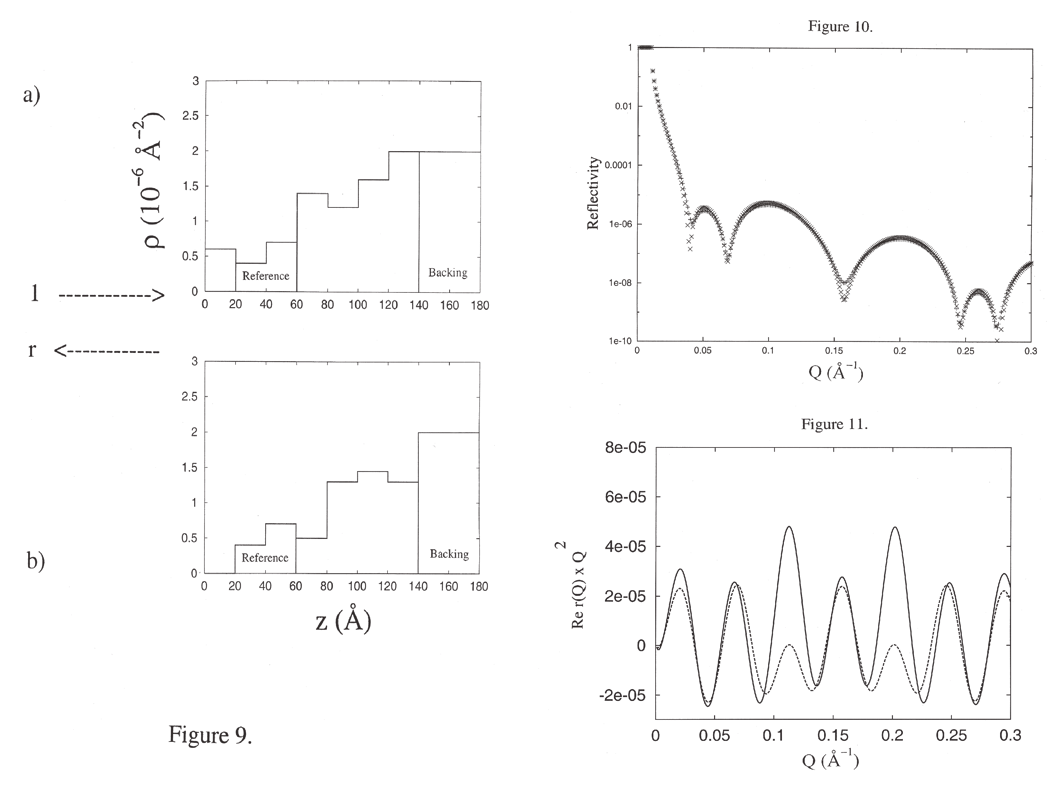 a)
ρ (10⁻⁶ Å⁻²)
3
2.5
2
1.5
1
0.5
0
Reference
Backing
0 20 40 60 80 100 120 140 160 180
1 ------------>
r <------------
b)
3
2.5
2
1.5
1
0.5
0
Reference
Backing
0 20 40 60 80 100 120 140 160 180
z (Å)
Figure 9.
Figure 10.
Reflectivity
1
0.01
0.0001
1e-06
1e-08
1e-10
0 0.05 0.1 0.15 0.2 0.25 0.3
Q (Å⁻¹)
Figure 11.
Re r(Q) x Q²
8e-05
6e-05
4e-05
2e-05
0
-2e-05
0 0.05 0.1 0.15 0.2 0.25 0.3
Q (Å⁻¹)